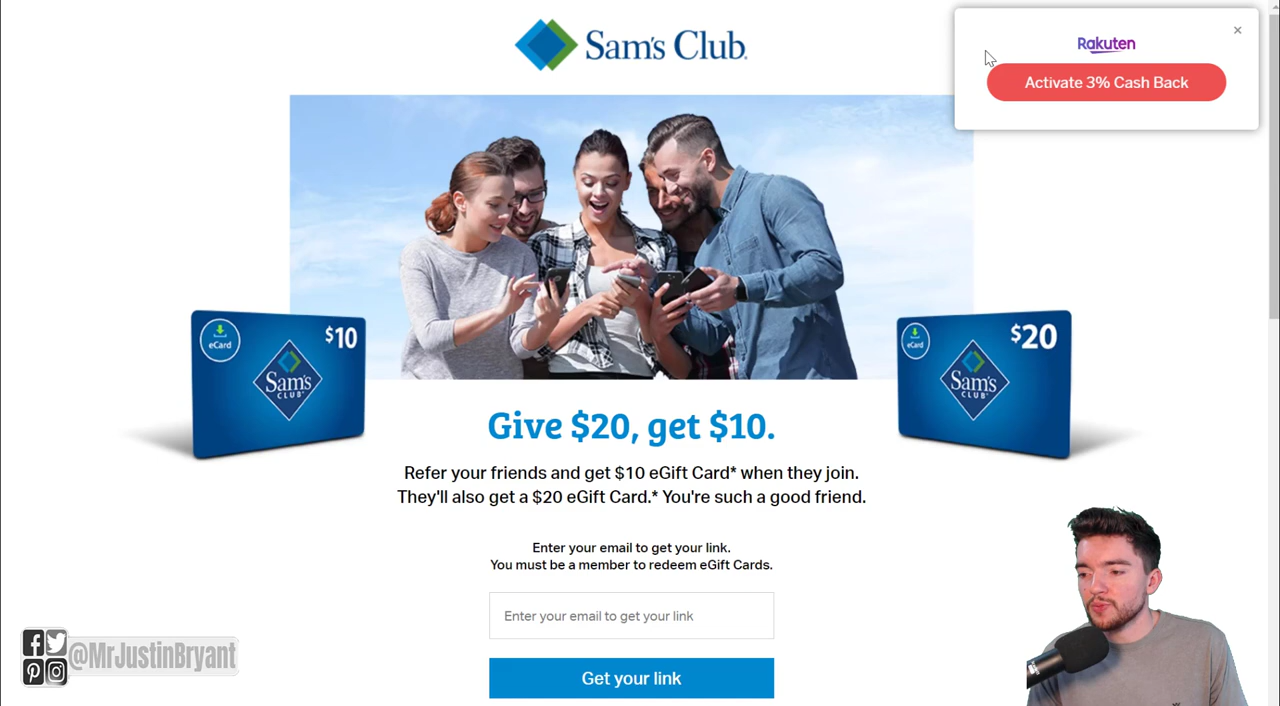 Sam's Club
Rakuten
×
Activate 3% Cash Back
eCard
$10
Sam's
CLUB
eCard
$20
Sam's
CLUB
Give $20, get $10.
Refer your friends and get $10 eGift Card* when they join.
They'll also get a $20 eGift Card.* You're such a good friend.
Enter your email to get your link.
You must be a member to redeem eGift Cards.
Enter your email to get your link
Get your link
@MrJustinBryant